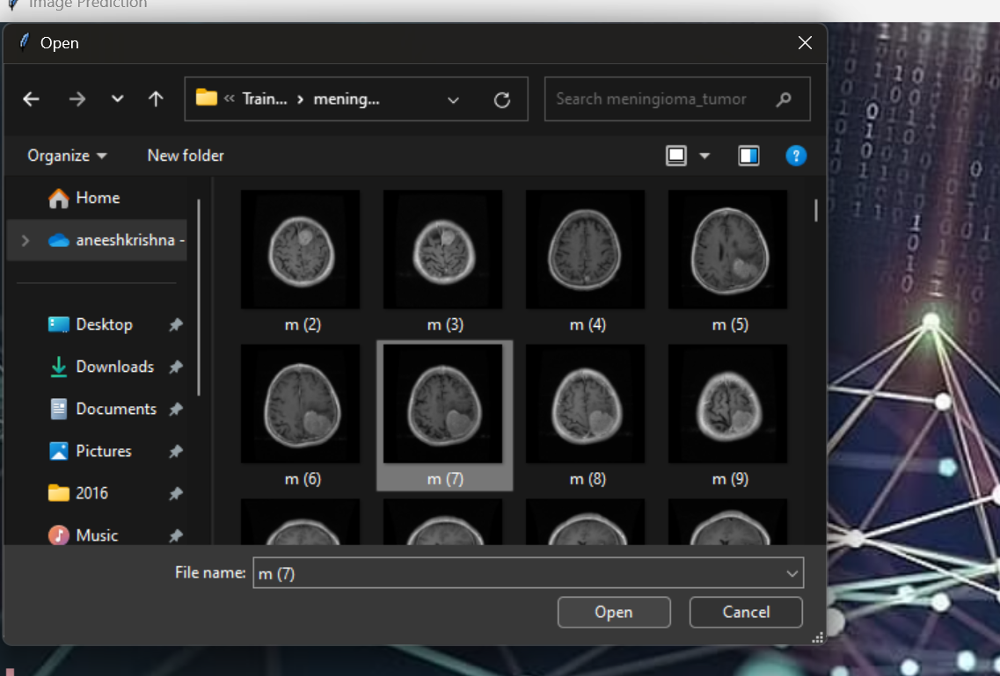 Image Prediction
Open
« Train... › mening...
Search meningioma_tumor
Organize
New folder
Home
aneeshkrishna -
Desktop
Downloads
Documents
Pictures
2016
Music
m (2)
m (3)
m (4)
m (5)
m (6)
m (7)
m (8)
m (9)
File name:
m (7)
Open
Cancel